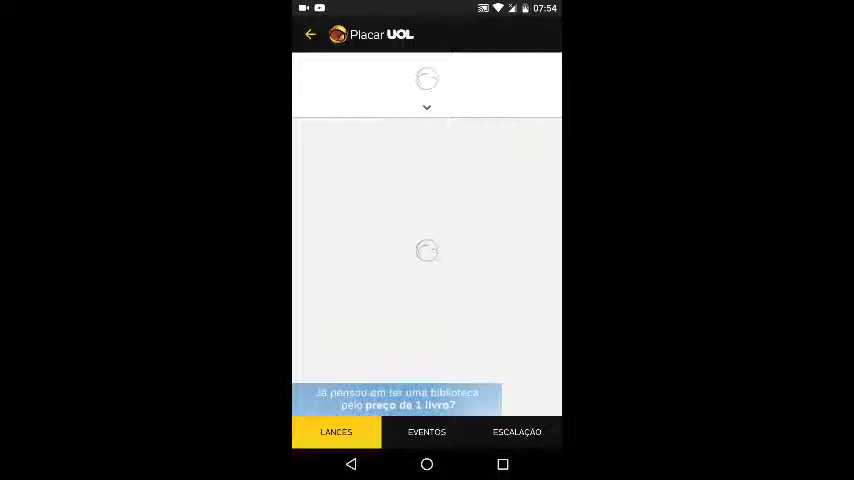 07:54
Placar UOL
Já pensou em ter uma biblioteca
pelo preço de 1 livro?
LANCES
EVENTOS
ESCALAÇÃO